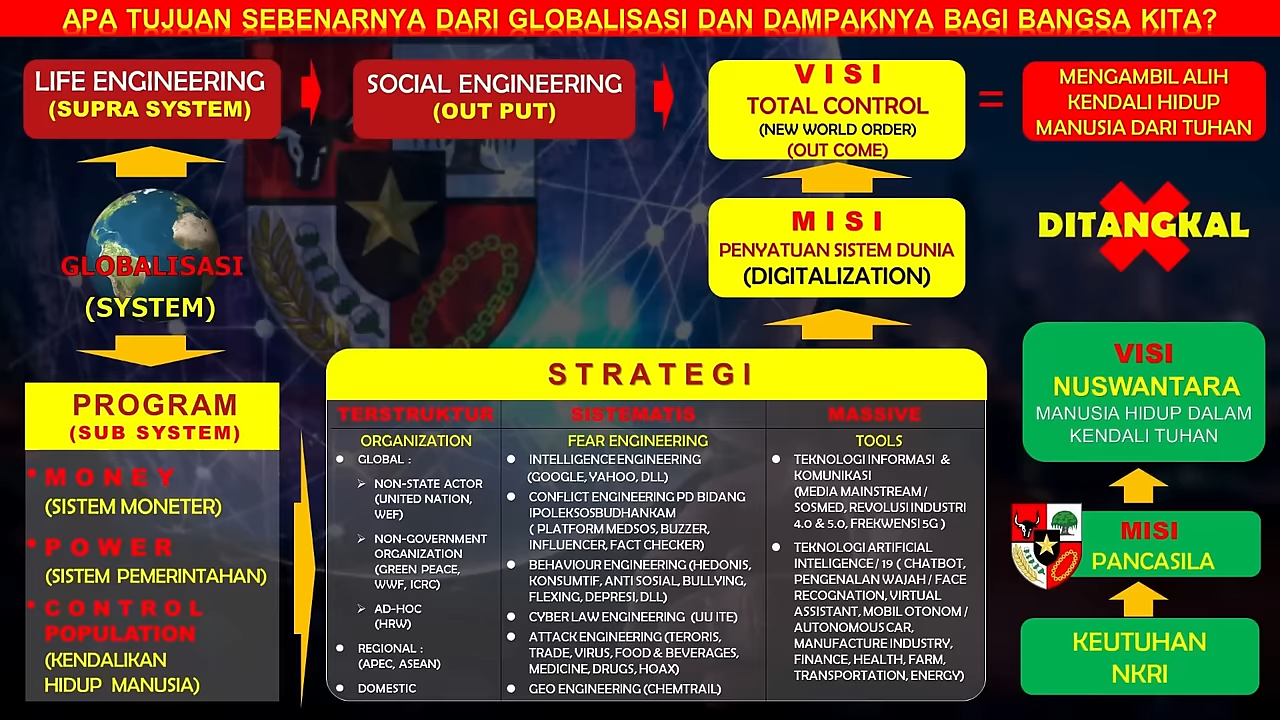 APA TUJUAN SEBENARNYA DARI GLOBALISASI DAN DAMPAKNYA BAGI BANGSA KITA?
LIFE ENGINEERING
(SUPRA SYSTEM)
SOCIAL ENGINEERING
(OUT PUT)
VISI
TOTAL CONTROL
(NEW WORLD ORDER)
(OUT COME)
=
MENGAMBIL ALIH
KENDALI HIDUP
MANUSIA DARI TUHAN
GLOBALISASI
(SYSTEM)
MISI
PENYATUAN SISTEM DUNIA
(DIGITALIZATION)
DITANGKAL
PROGRAM
(SUB SYSTEM)
• MONEY
(SISTEM MONETER)
• POWER
(SISTEM PEMERINTAHAN)
• CONTROL
POPULATION
(KENDALIKAN
HIDUP MANUSIA)
STRATEGI
TERSTRUKTUR
ORGANIZATION
● GLOBAL :
➢ NON-STATE ACTOR
(UNITED NATION,
WEF)
➢ NON-GOVERNMENT
ORGANIZATION
(GREEN PEACE,
WWF, ICRC)
➢ AD-HOC
(HRW)
● REGIONAL :
(APEC, ASEAN)
● DOMESTIC
SISTEMATIS
FEAR ENGINEERING
● INTELLIGENCE ENGINEERING
(GOOGLE, YAHOO, DLL)
● CONFLICT ENGINEERING PD BIDANG
IPOLEKSOSBUDHANKAM
( PLATFORM MEDSOS, BUZZER,
INFLUENCER, FACT CHECKER)
● BEHAVIOUR ENGINEERING (HEDONIS,
KONSUMTIF, ANTI SOSIAL, BULLYING,
FLEXING, DEPRESI, DLL)
● CYBER LAW ENGINEERING (UU ITE)
● ATTACK ENGINEERING (TERORIS,
TRADE, VIRUS, FOOD & BEVERAGES,
MEDICINE, DRUGS, HOAX)
● GEO ENGINEERING (CHEMTRAIL)
MASSIVE
TOOLS
● TEKNOLOGI INFORMASI &
KOMUNIKASI
(MEDIA MAINSTREAM /
SOSMED, REVOLUSI INDUSTRI
4.0 & 5.0, FREKWENSI 5G )
● TEKNOLOGI ARTIFICIAL
INTELIGENCE / 19 ( CHATBOT,
PENGENALAN WAJAH / FACE
RECOGNATION, VIRTUAL
ASSISTANT, MOBIL OTONOM /
AUTONOMOUS CAR,
MANUFACTURE INDUSTRY,
FINANCE, HEALTH, FARM,
TRANSPORTATION, ENERGY)
VISI
NUSWANTARA
MANUSIA HIDUP DALAM
KENDALI TUHAN
MISI
PANCASILA
KEUTUHAN
NKRI